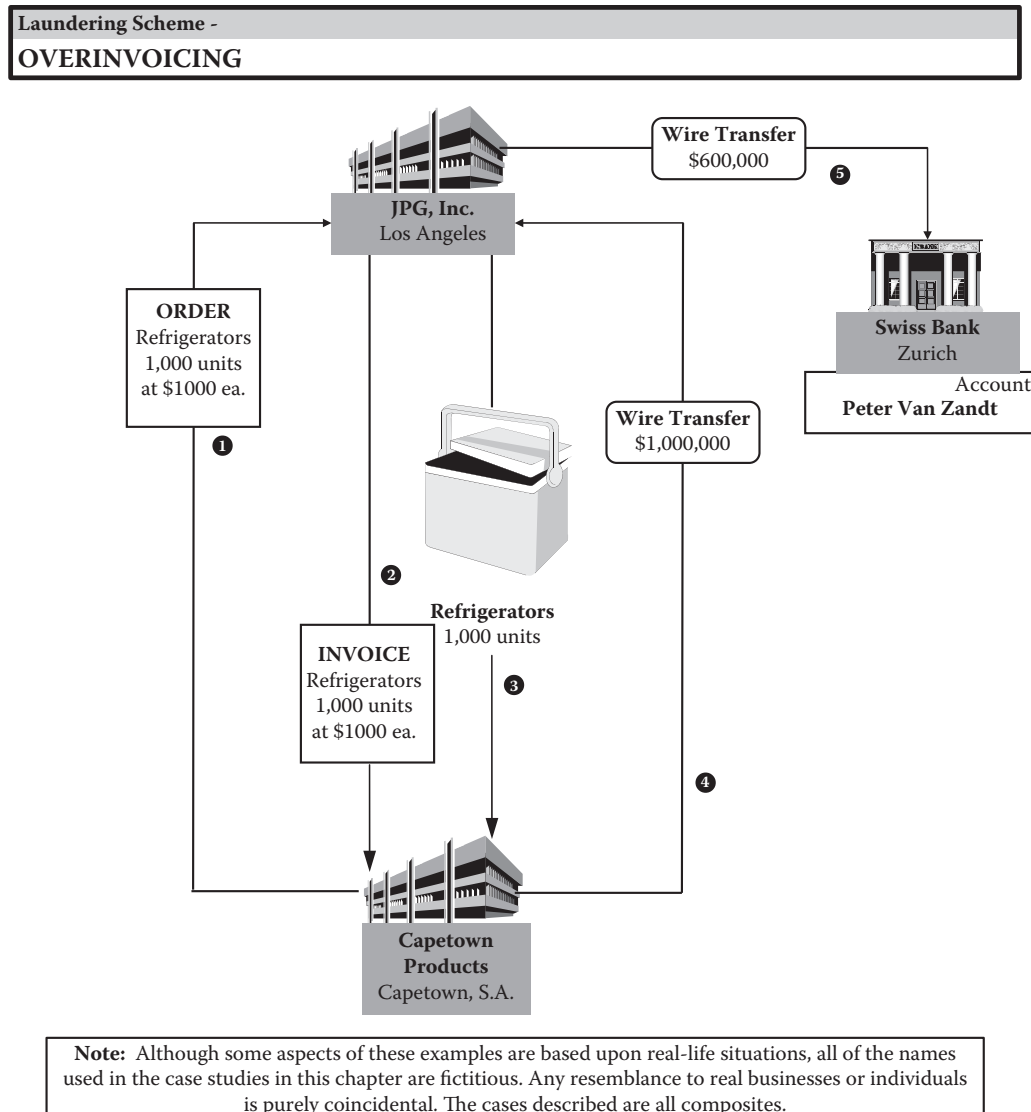 Laundering Scheme -
OVERINVOICING
Wire Transfer
$600,000
5
JPG, Inc.
Los Angeles
Swiss Bank
Zurich
Account
Peter Van Zandt
ORDER
Refrigerators
1,000 units
at $1000 ea.
1
Wire Transfer
$1,000,000
2
Refrigerators
1,000 units
INVOICE
Refrigerators
1,000 units
at $1000 ea.
3
4
Capetown
Products
Capetown, S.A.
Note: Although some aspects of these examples are based upon real-life situations, all of the names
used in the case studies in this chapter are fictitious. Any resemblance to real businesses or individuals
is purely coincidental. The cases described are all composites.